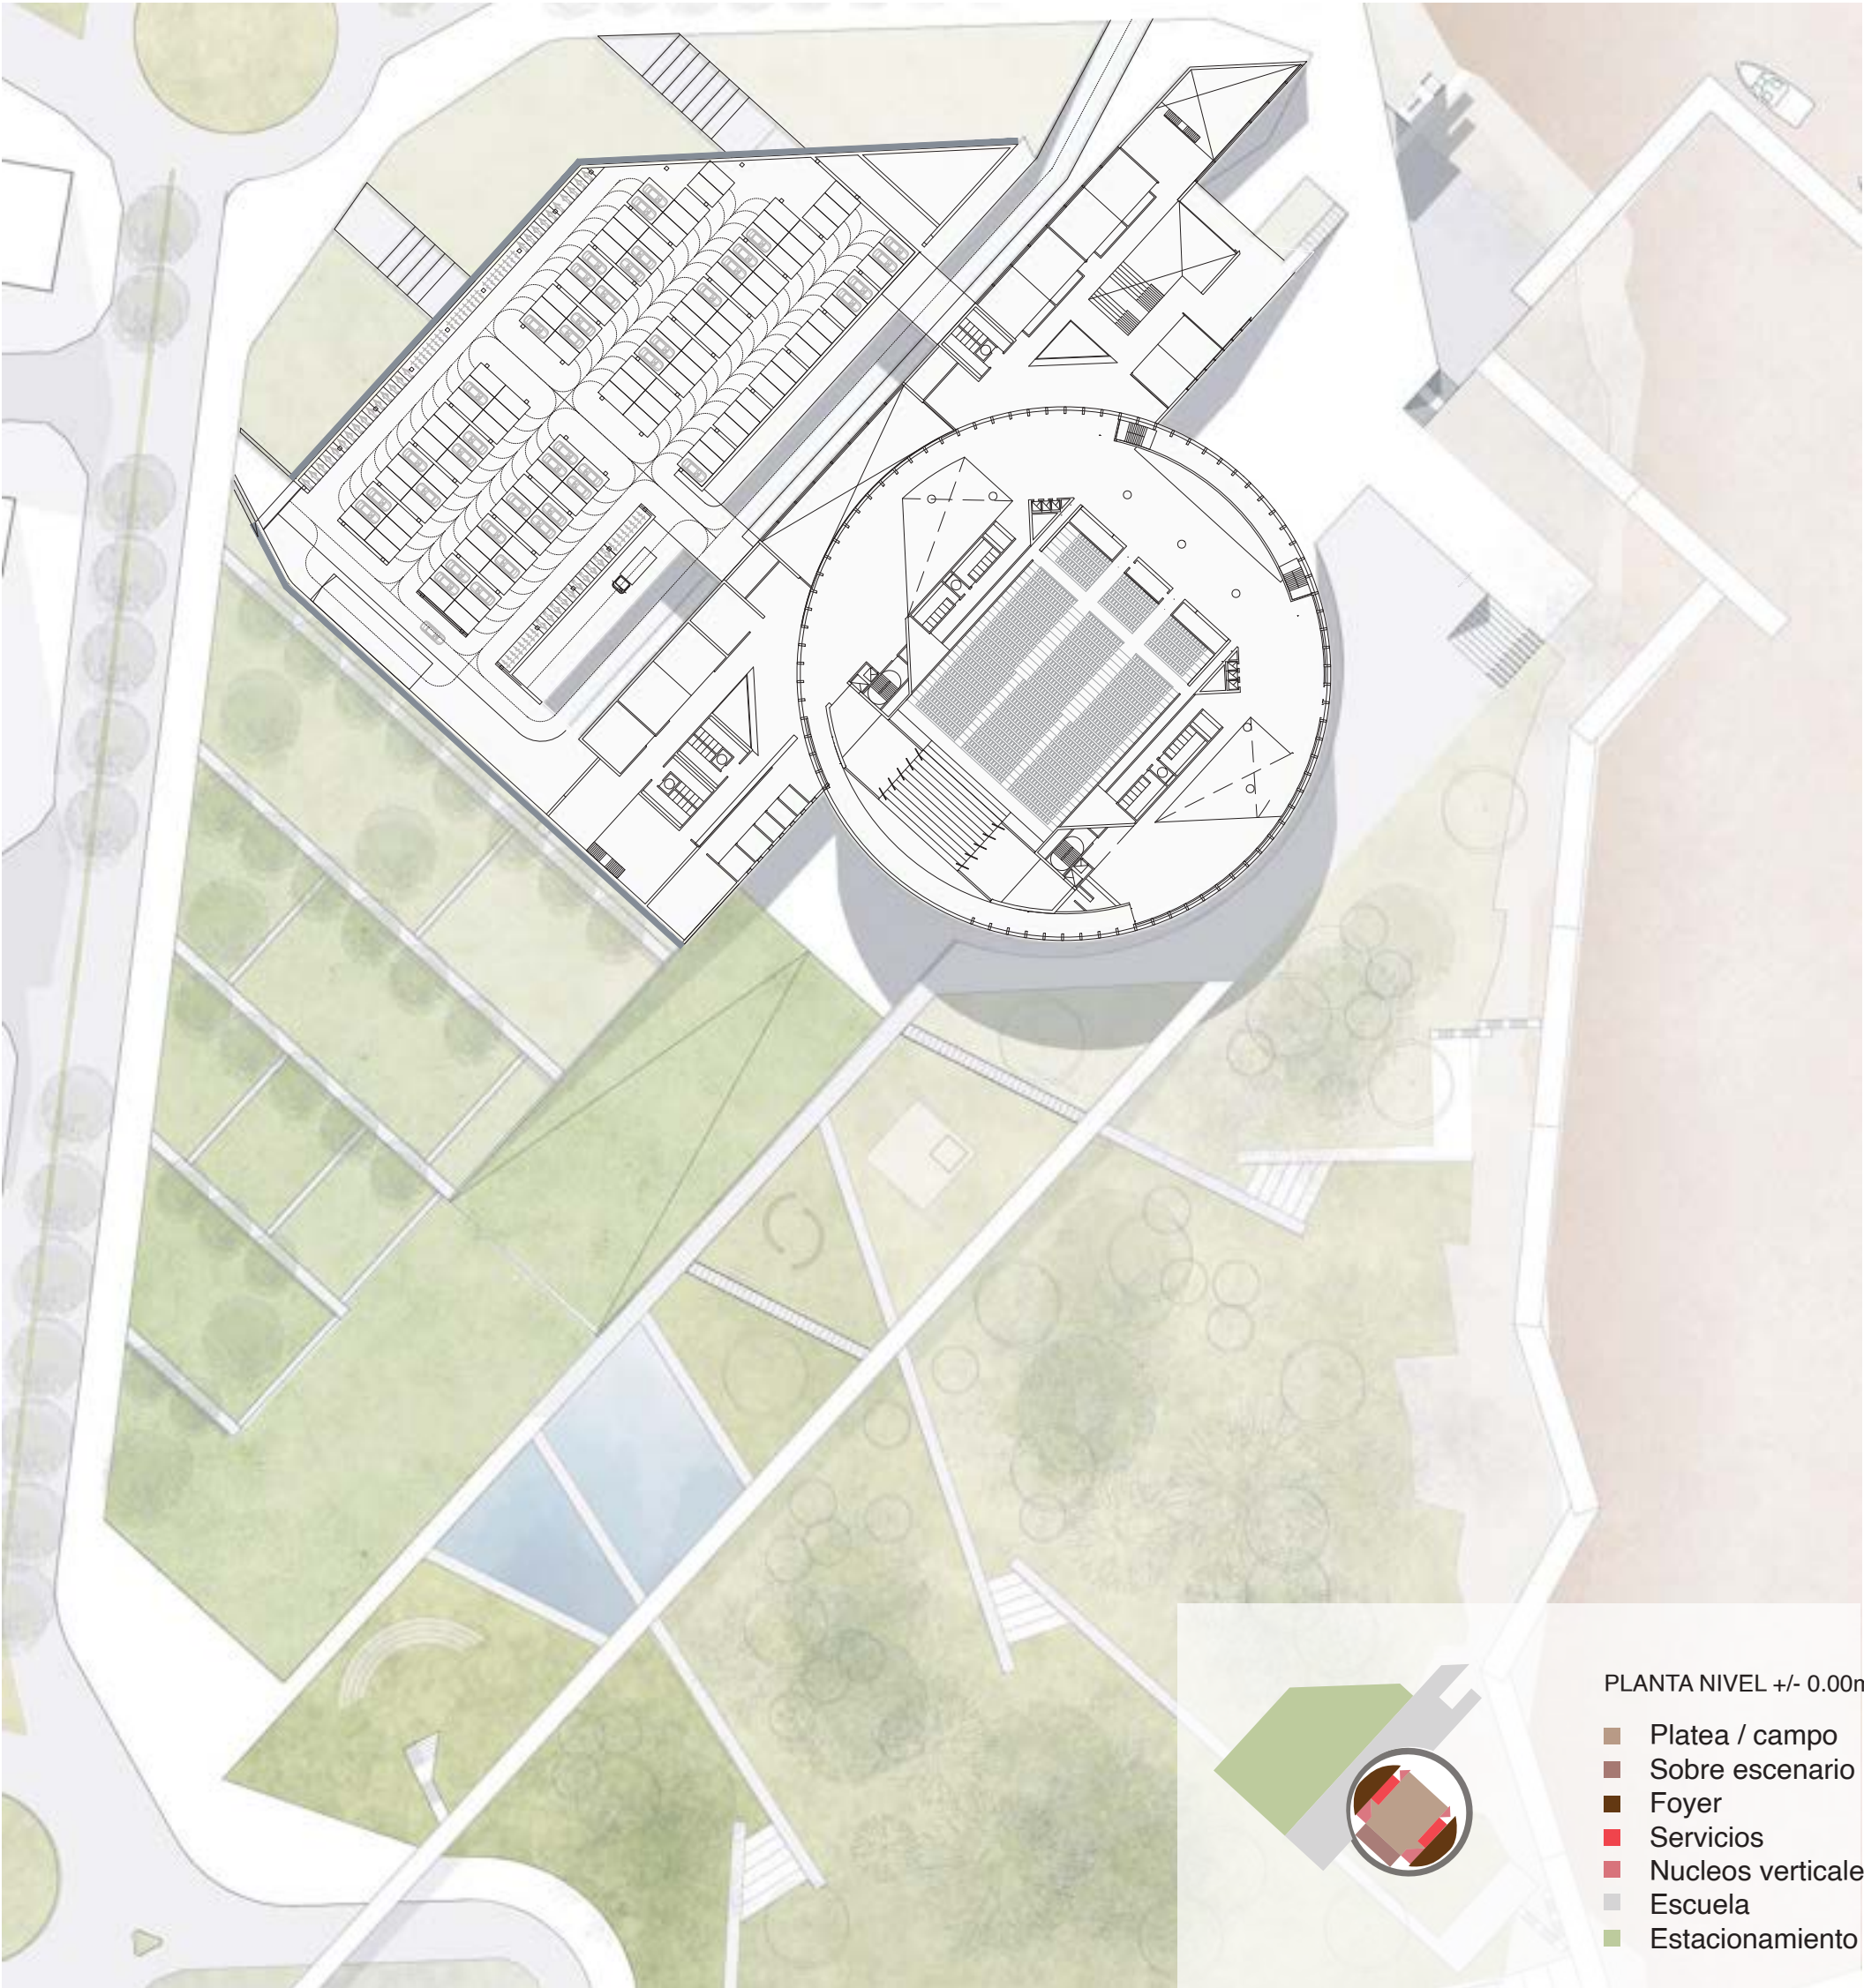 PLANTA NIVEL +/- 0.00m
Platea / campo
Sobre escenario
Foyer
Servicios
Nucleos verticale
Escuela
Estacionamiento